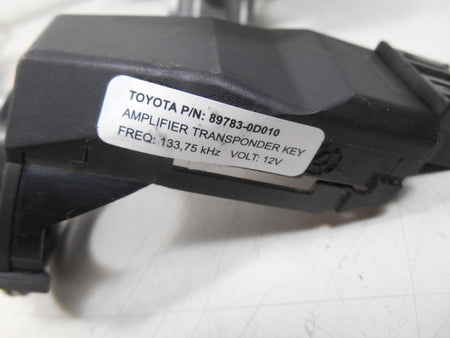 TOYOTA P/N: 89783-0D010
AMPLIFIER TRANSPONDER KEY
FREQ: 133,75 kHz VOLT: 12V